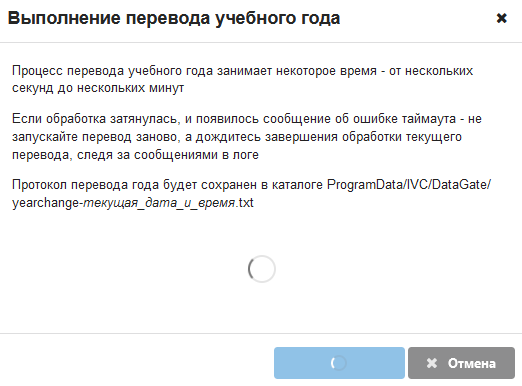 Выполнение перевода учебного года
Процесс перевода учебного года занимает некоторое время - от нескольких
секунд до нескольких минут
Если обработка затянулась, и появилось сообщение об ошибке таймаута - не
запускайте перевод заново, а дождитесь завершения обработки текущего
перевода, следя за сообщениями в логе
Протокол перевода года будет сохранен в каталоге ProgramData/IVC/DataGate/
yearchange-текущая_дата_и_время.txt
Отмена